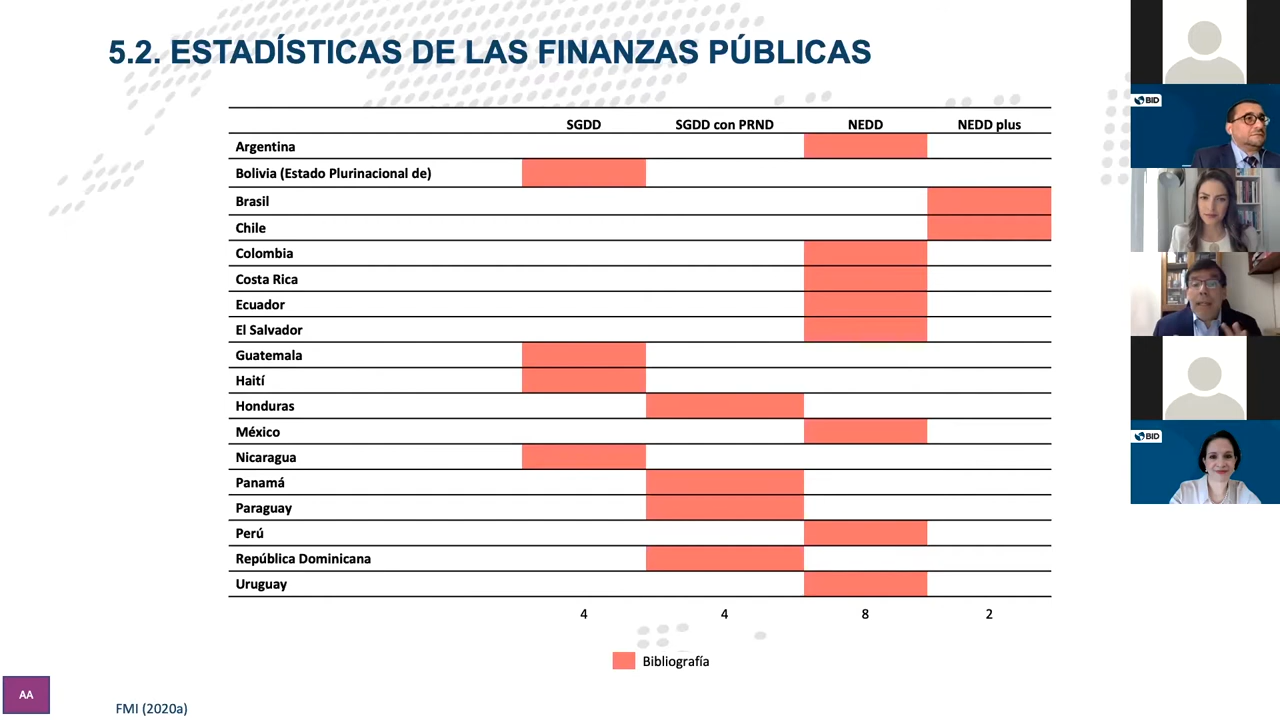 5.2. ESTADÍSTICAS DE LAS FINANZAS PÚBLICAS
SGDD SGDD con PRND NEDD NEDD plus
Argentina
Bolivia (Estado Plurinacional de)
Brasil
Chile
Colombia
Costa Rica
Ecuador
El Salvador
Guatemala
Haití
Honduras
México
Nicaragua
Panamá
Paraguay
Perú
República Dominicana
Uruguay
4 4 8 2
Bibliografía
AA
FMI (2020a)
BID
BID